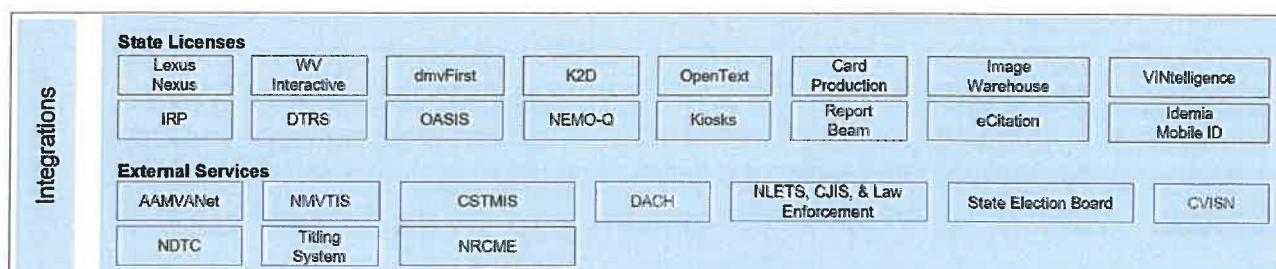 Integrations
State Licenses
Lexus
Nexus
WV
Interactive
dmvFirst
K2D
OpenText
Card
Production
Image
Warehouse
VINtelligence
IRP
DTRS
OASIS
NEMO-Q
Kiosks
Report
Beam
eCitation
Idemia
Mobile ID
External Services
AAMVANet
NMVTIS
CSTMIS
DACH
NLETS, CJIS, & Law
Enforcement
State Election Board
CVISN
NDTC
Titling
System
NRCME